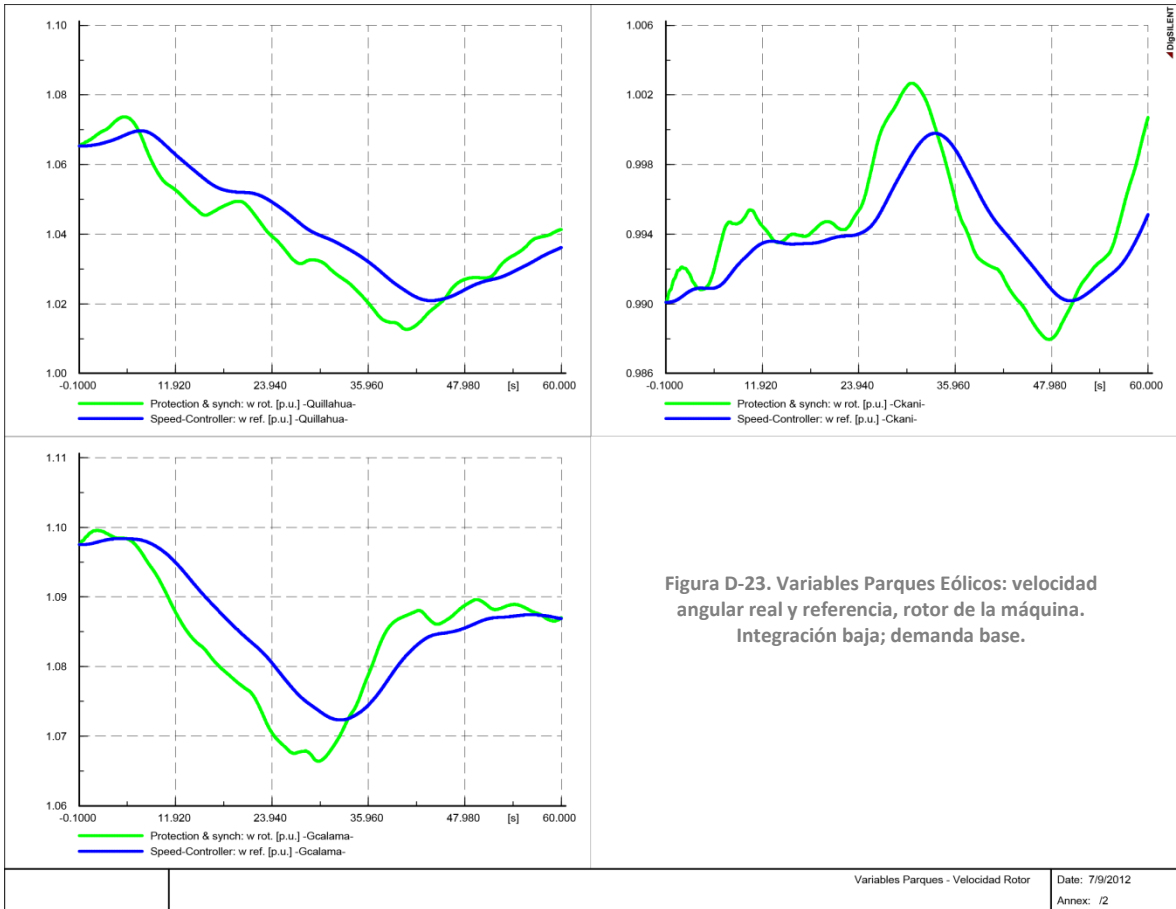 1.10
1.08
1.06
1.04
1.02
1.00
-0.1000 11.920 23.940 35.960 47.980 [s] 60.000
Protection & synch: w rot. [p.u.] -Quillahua-
Speed-Controller: w ref. [p.u.] -Quillahua-
1.006
1.002
0.998
0.994
0.990
0.986
-0.1000 11.920 23.940 35.960 47.980 [s] 60.000
Protection & synch: w rot. [p.u.] -Ckani-
Speed-Controller: w ref. [p.u.] -Ckani-
DIgSILENT
1.11
1.10
1.09
1.08
1.07
1.06
-0.1000 11.920 23.940 35.960 47.980 [s] 60.000
Protection & synch: w rot. [p.u.] -Gcalama-
Speed-Controller: w ref. [p.u.] -Gcalama-
Figura D-23. Variables Parques Eólicos: velocidad
angular real y referencia, rotor de la máquina.
Integración baja; demanda base.
Variables Parques - Velocidad Rotor
Date: 7/9/2012
Annex: /2